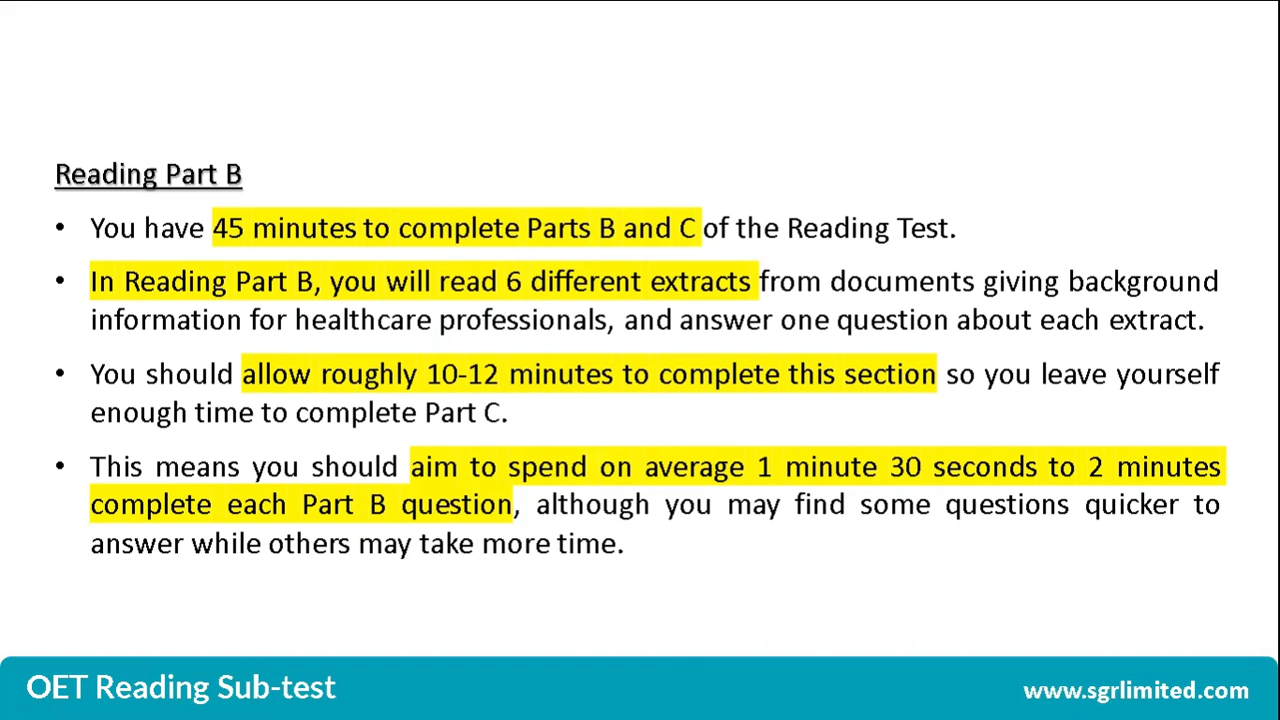 Reading Part B
• You have 45 minutes to complete Parts B and C of the Reading Test.
• In Reading Part B, you will read 6 different extracts from documents giving background
information for healthcare professionals, and answer one question about each extract.
• You should allow roughly 10-12 minutes to complete this section so you leave yourself
enough time to complete Part C.
• This means you should aim to spend on average 1 minute 30 seconds to 2 minutes
complete each Part B question, although you may find some questions quicker to
answer while others may take more time.
OET Reading Sub-test
www.sgrlimited.com